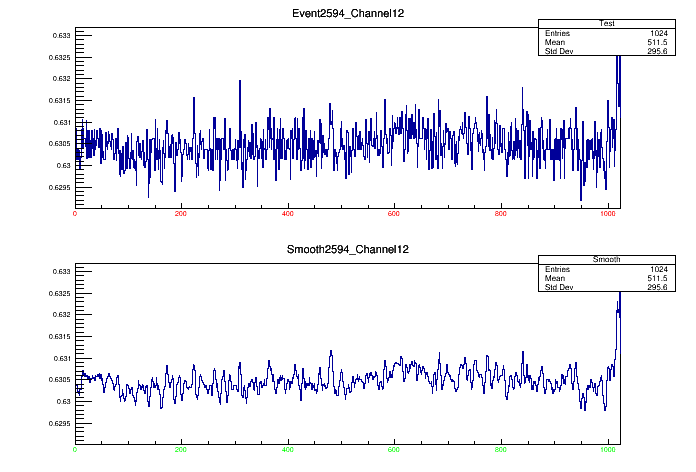 Event2594_Channel12
Test
Entries 1024
Mean 511.5
Std Dev 295.6
0.633
0.6325
0.632
0.6315
0.631
0.6305
0.63
0.6295
0 200 400 600 800 1000
Smooth2594_Channel12
Smooth
Entries 1024
Mean 511.5
Std Dev 295.6
0.633
0.6325
0.632
0.6315
0.631
0.6305
0.63
0.6295
0 200 400 600 800 1000